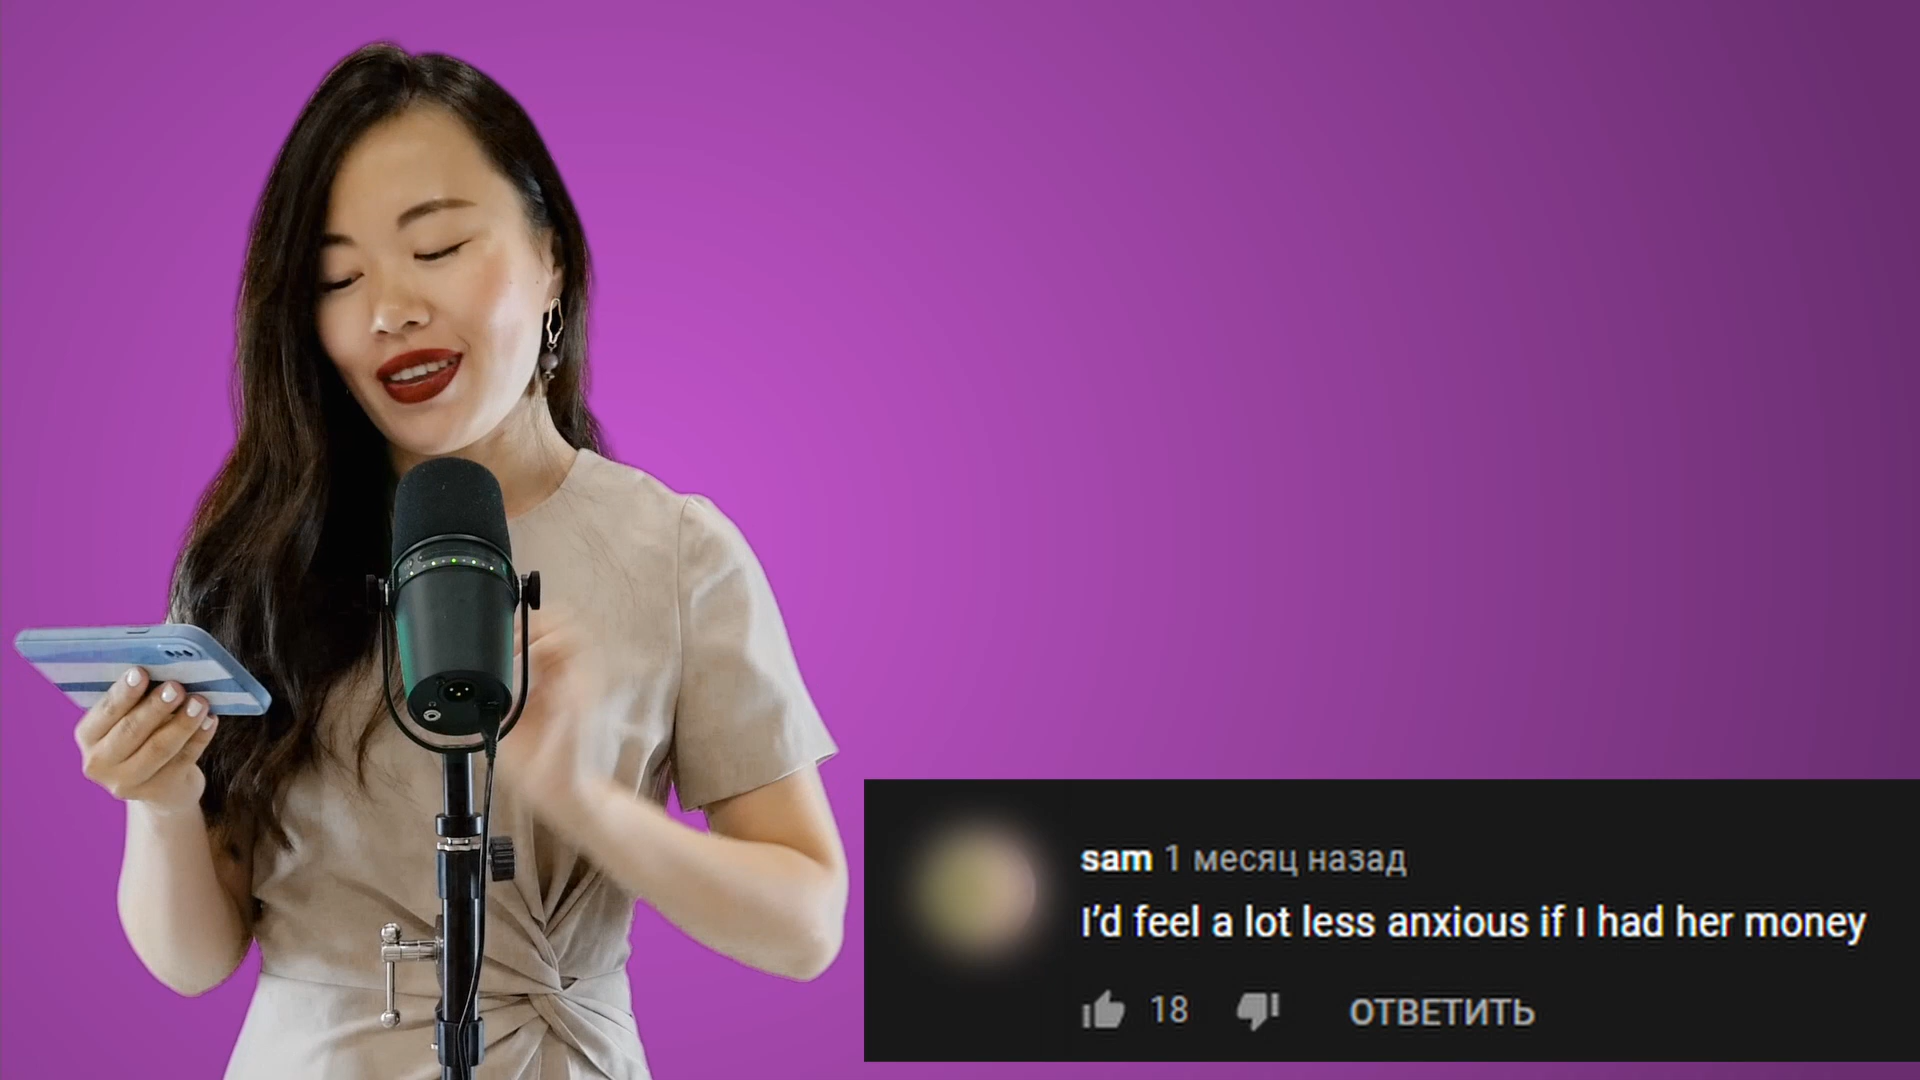 sam 1 месяц назад
I’d feel a lot less anxious if I had her money
18 ОТВЕТИТЬ